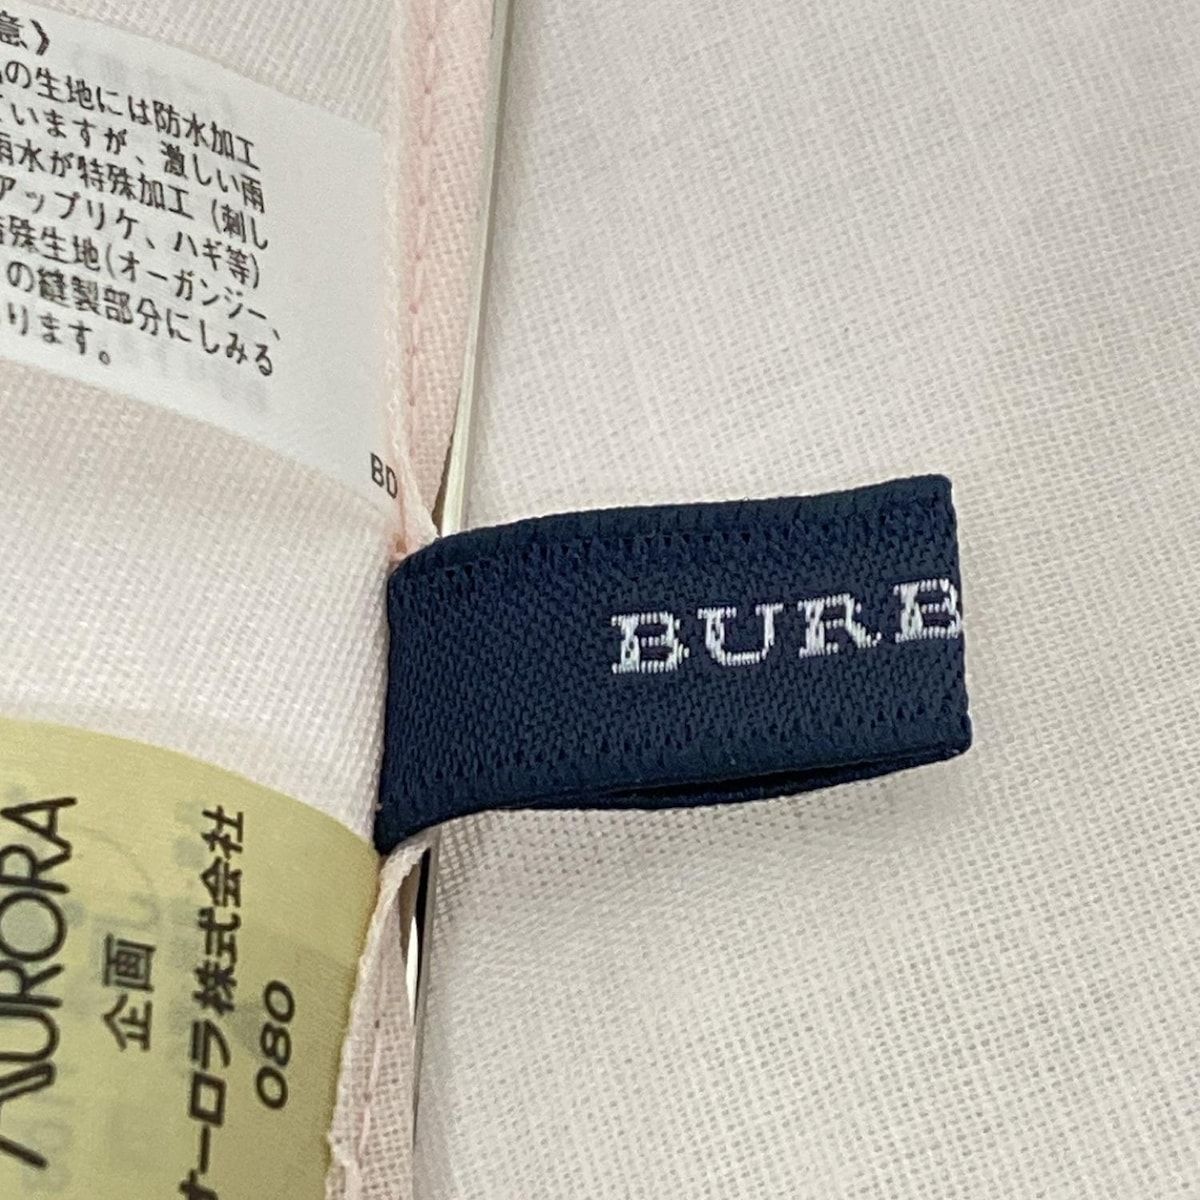 意》
の生地には防水加工
ていますが、激しい雨
雨水が特殊加工（刺し
アップリケ、ハギ等）
特殊生地(オーガンジー、
の縫製部分にしみる
ります。
BD
BURB
AURORA
企画
オーロラ株式会社
080